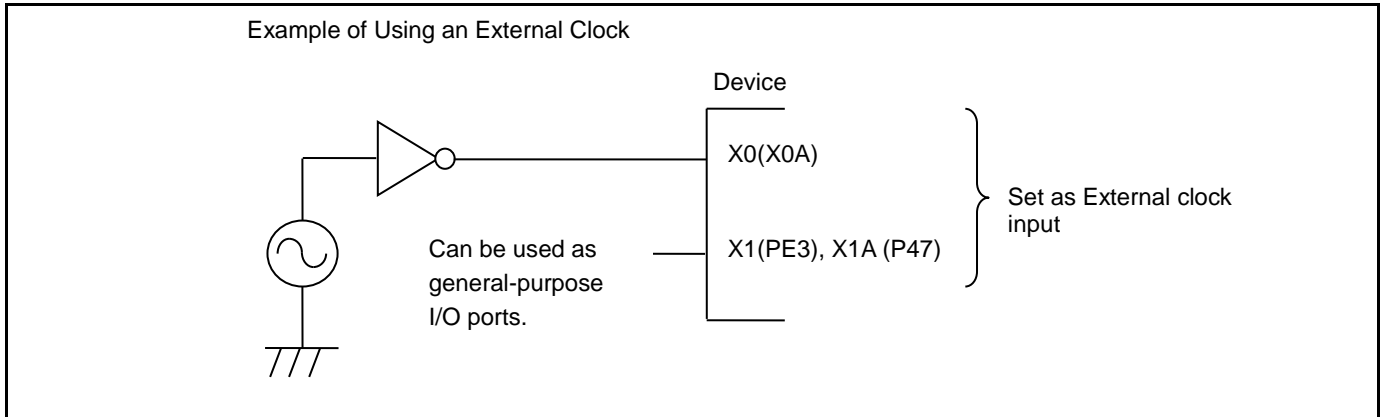 Example of Using an External Clock
Device
X0(X0A)
Set as External clock
input
Can be used as
general-purpose
I/O ports.
X1(PE3), X1A (P47)